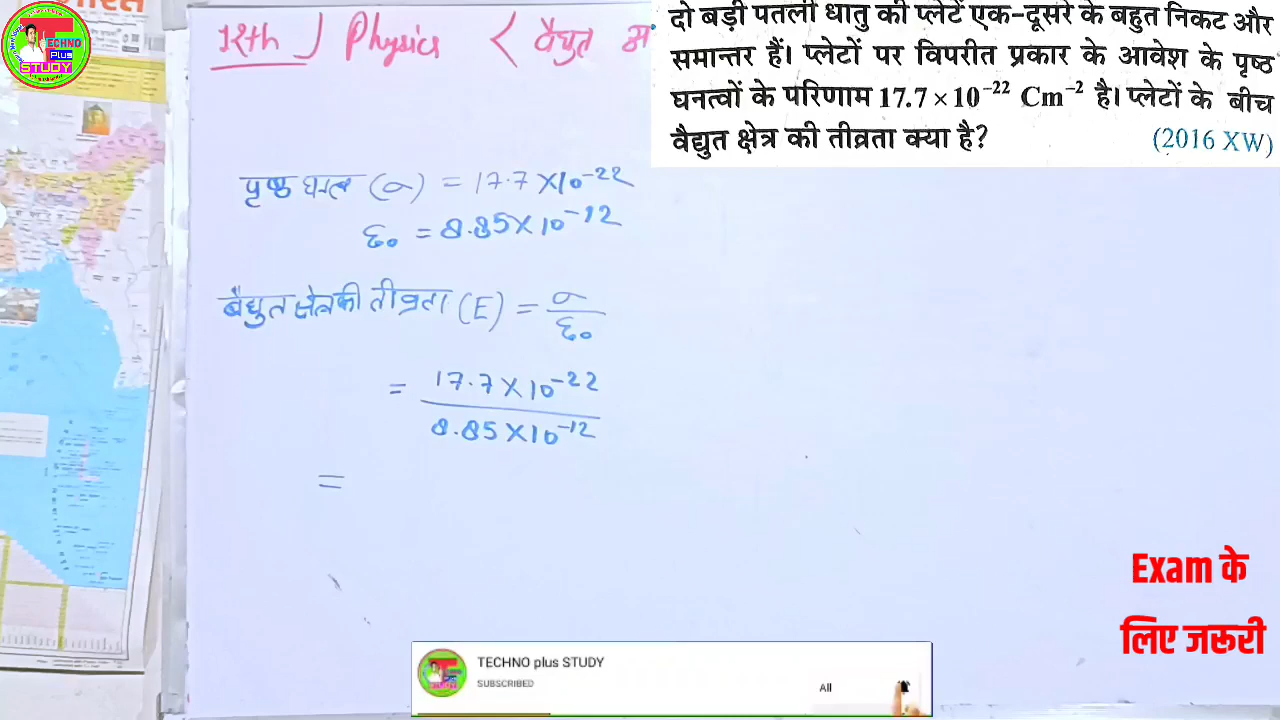 TECHNO
Plus
STUDY
12th Physics
दो बड़ी पतली धातु की प्लेटें एक-दूसरे के बहुत निकट और
समान्तर हैं। प्लेटों पर विपरीत प्रकार के आवेश के पृष्ठ
घनत्वों के परिणाम 17.7 × 10⁻²² Cm⁻² है। प्लेटों के बीच
वैद्युत क्षेत्र की तीव्रता क्या है?
(2016 XW)
पृष्ठ घनत्व (σ) = 17.7 × 10⁻²²
ε₀ = 8.85 × 10⁻¹²
वैद्युत क्षेत्र की तीव्रता (E) = σ / ε₀
= 17.7 × 10⁻²² / 8.85 × 10⁻¹²
=
Exam के
लिए जरूरी
TECHNO plus STUDY
SUBSCRIBED
All